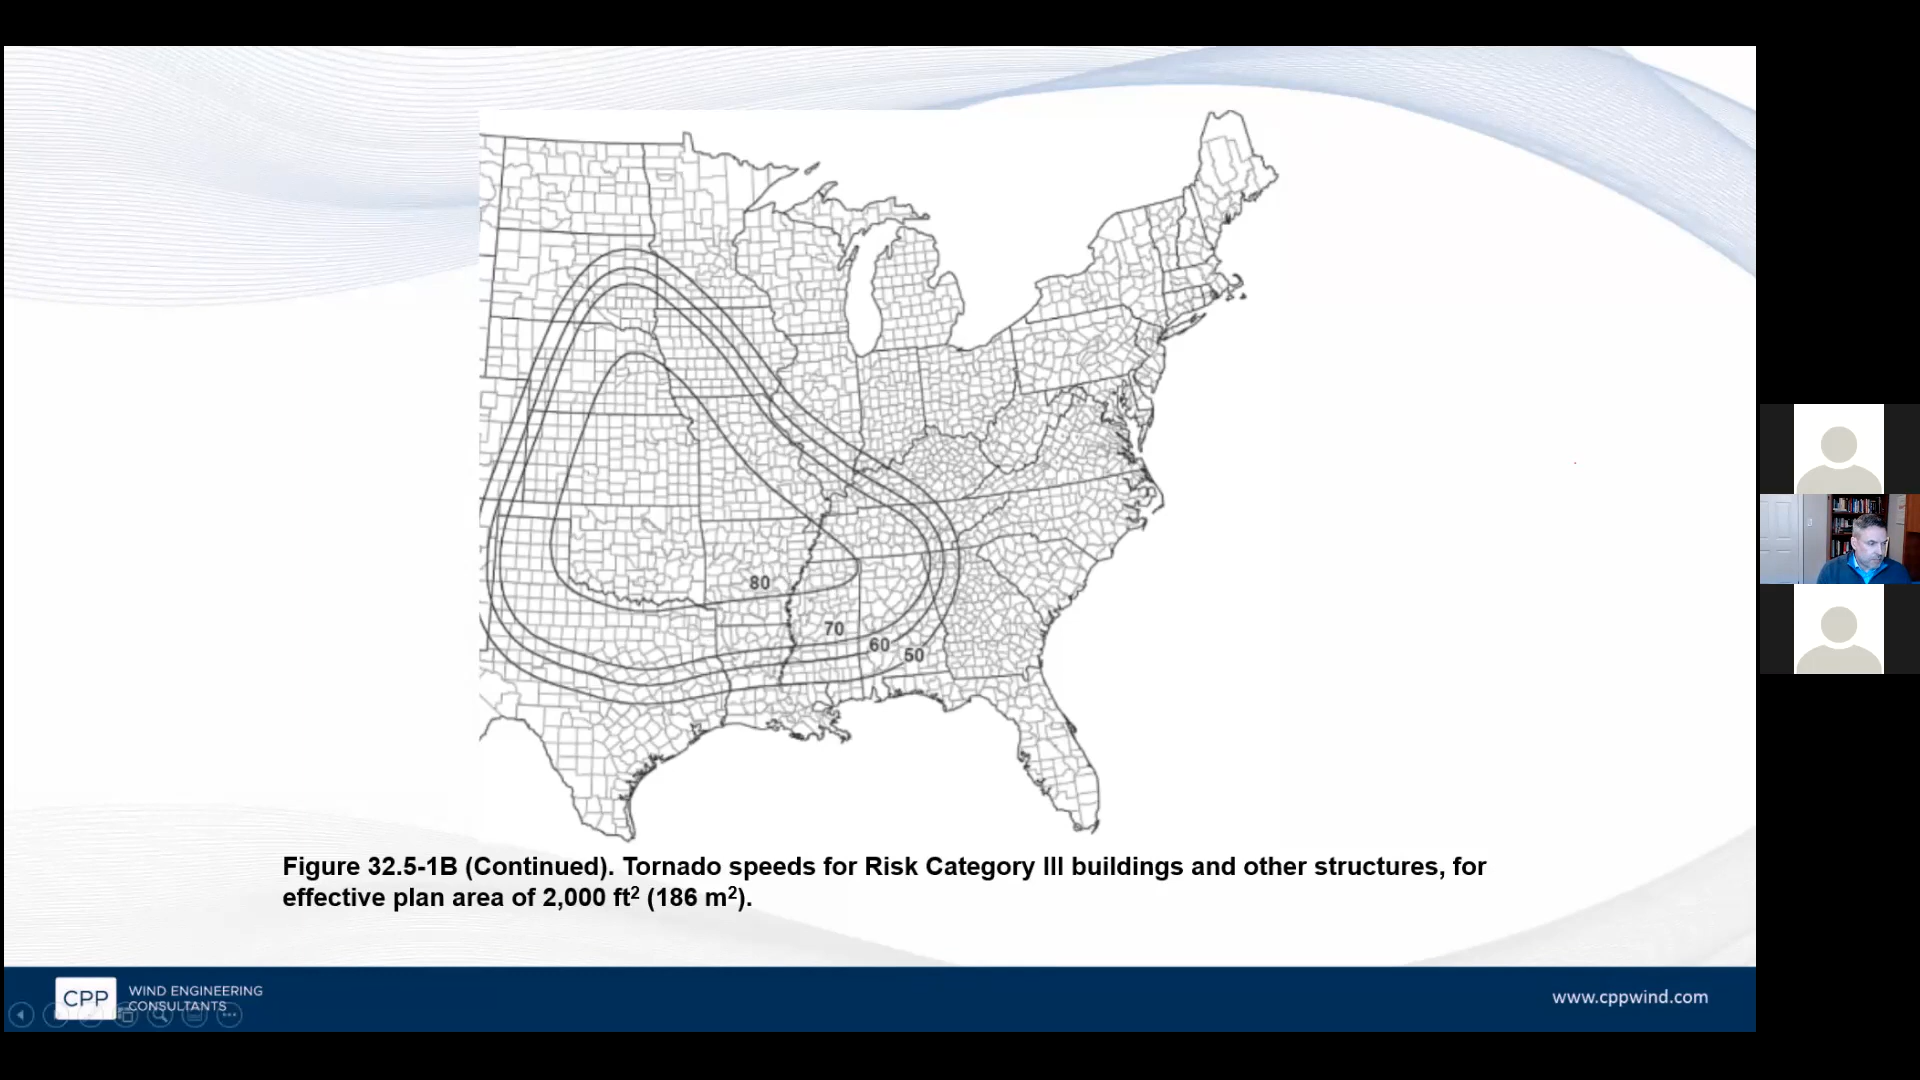 80
70
60
50
Figure 32.5-1B (Continued). Tornado speeds for Risk Category III buildings and other structures, for
effective plan area of 2,000 ft² (186 m²).
CPP
WIND ENGINEERING
CONSULTANTS
www.cppwind.com